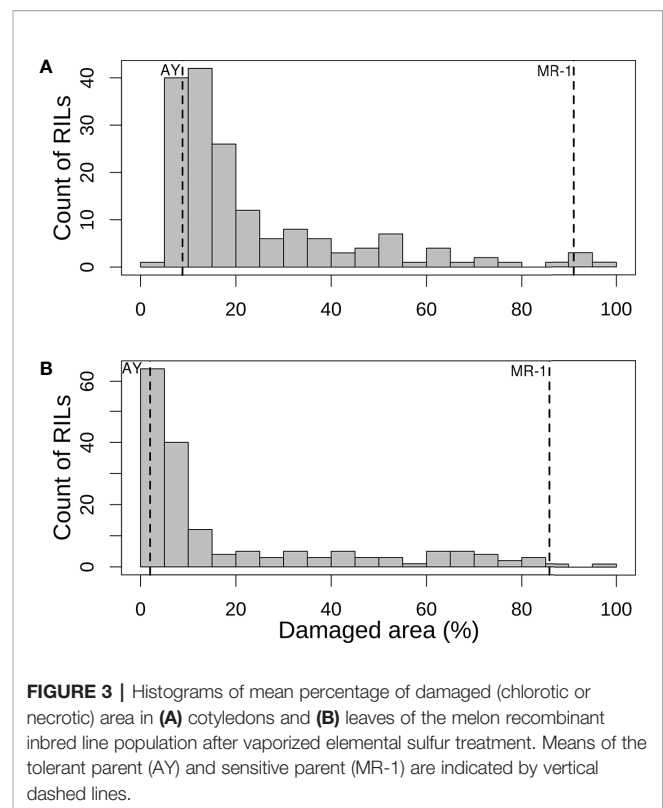 A
AY
MR-1
Count of RILs
40
30
20
10
0
0 20 40 60 80 100
B
AY
MR-1
Count of RILs
60
40
20
0
0 20 40 60 80 100
Damaged area (%)
FIGURE 3 | Histograms of mean percentage of damaged (chlorotic or
necrotic) area in (A) cotyledons and (B) leaves of the melon recombinant
inbred line population after vaporized elemental sulfur treatment. Means of the
tolerant parent (AY) and sensitive parent (MR-1) are indicated by vertical
dashed lines.